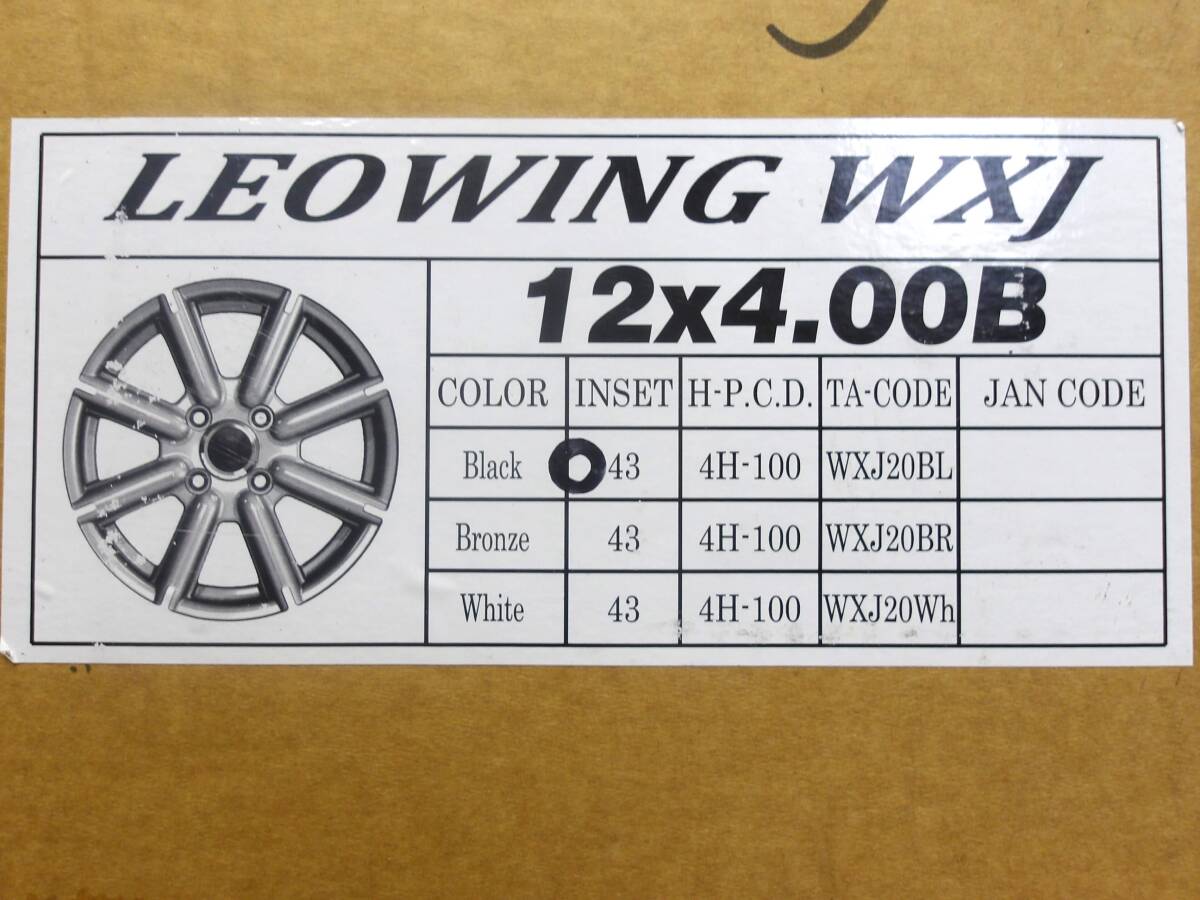 LEOWING WXJ
12x4.00B
COLOR INSET H-P.C.D. TA-CODE JAN CODE
Black 43 4H-100 WXJ20BL
Bronze 43 4H-100 WXJ20BR
White 43 4H-100 WXJ20Wh